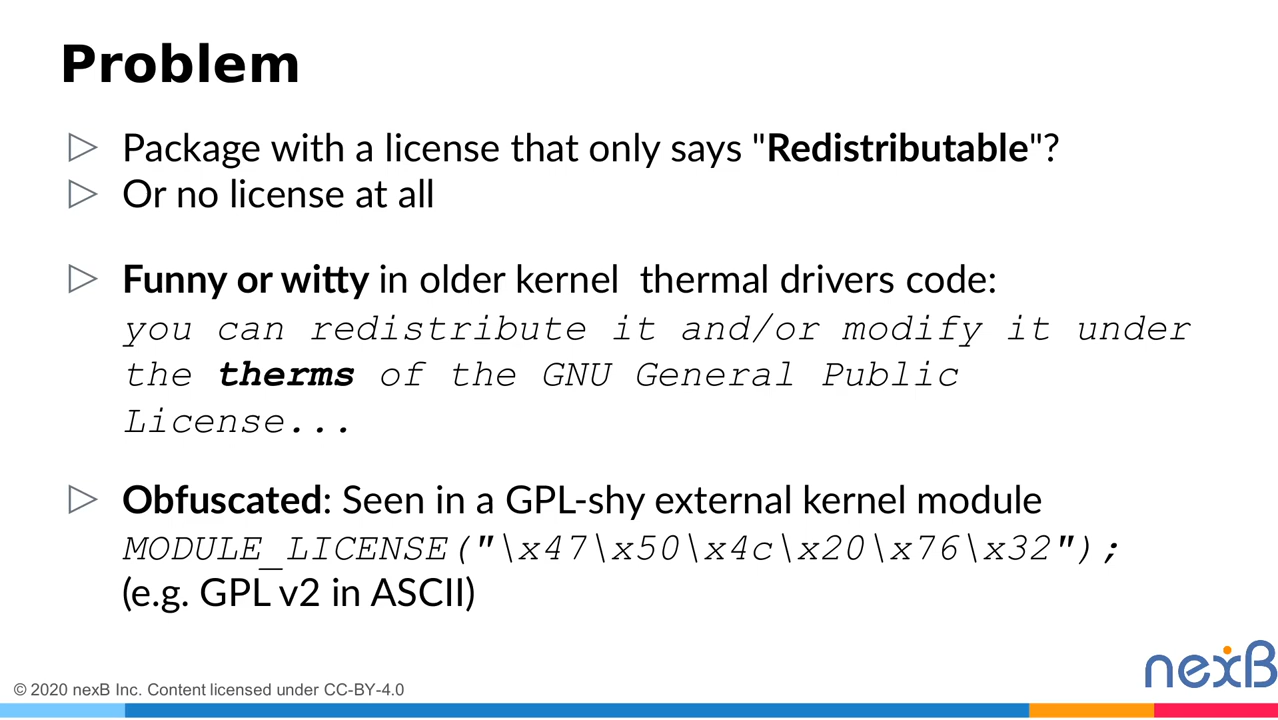 Problem
▷ Package with a license that only says "Redistributable"?
▷ Or no license at all
▷ Funny or witty in older kernel  thermal drivers code:
you can redistribute it and/or modify it under
the therms of the GNU General Public
License...
▷ Obfuscated: Seen in a GPL-shy external kernel module
MODULE_LICENSE("\x47\x50\x4c\x20\x76\x32");
(e.g. GPL v2 in ASCII)
nexB
© 2020 nexB Inc. Content licensed under CC-BY-4.0